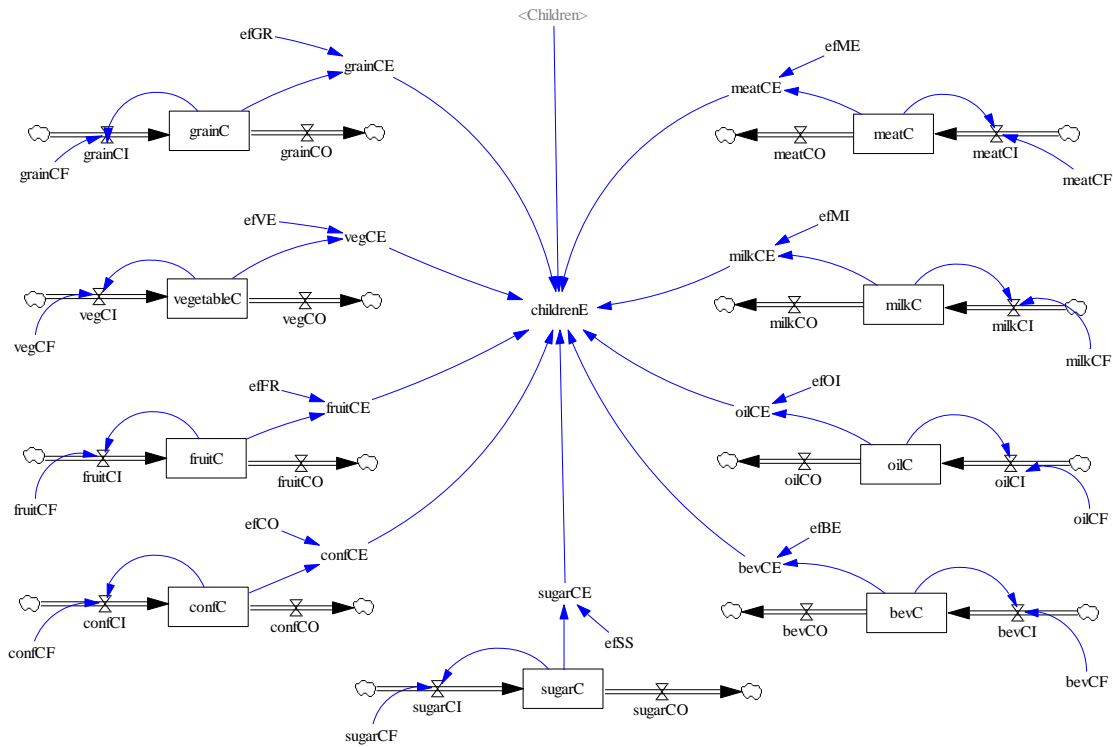 <Children>
efGR
grainCE
grainC
grainCI
grainCO
grainCF
efME
meatCE
meatC
meatCO
meatCI
meatCF
efVE
vegCE
vegetableC
vegCI
vegCO
vegCF
efMI
milkCE
milkC
milkCO
milkCI
milkCF
childrenE
efFR
fruitCE
fruitC
fruitCI
fruitCO
fruitCF
efOI
oilCE
oilC
oilCO
oilCI
oilCF
efCO
confCE
confC
confCI
confCO
confCF
efBE
bevCE
bevC
bevCO
bevCI
bevCF
sugarCE
efSS
sugarC
sugarCI
sugarCO
sugarCF